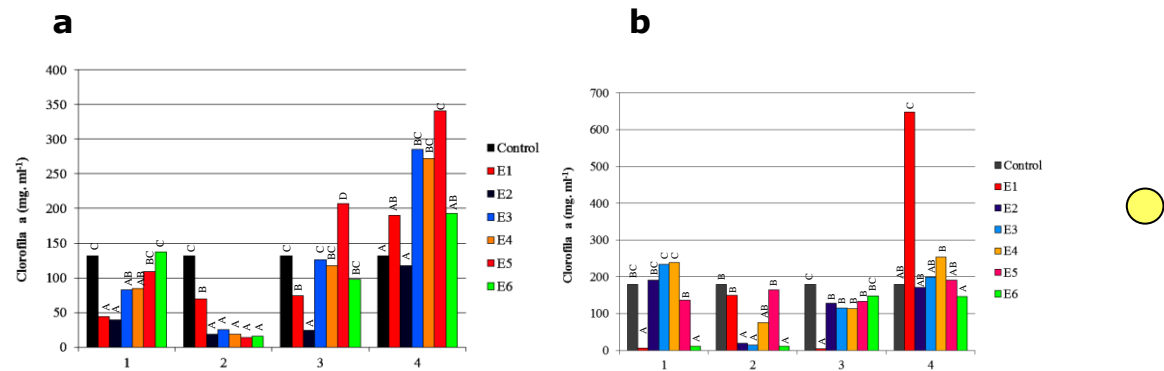 a
b
Clorofila a (mg. ml-1)
400
350
300
250
200
150
100
50
0
C A A AB AB BC C
C B A A A A A
C B A C BC D BC
A AB A BC BC C AB
1 2 3 4
Control
E1
E2
E3
E4
E5
E6
Clorofila a (mg. ml-1)
700
600
500
400
300
200
100
0
BC A BC C C B A
C B A A AB B A
C A B B B B BC
AB C AB AB B AB A
1 2 3 4
Control
E1
E2
E3
E4
E5
E6